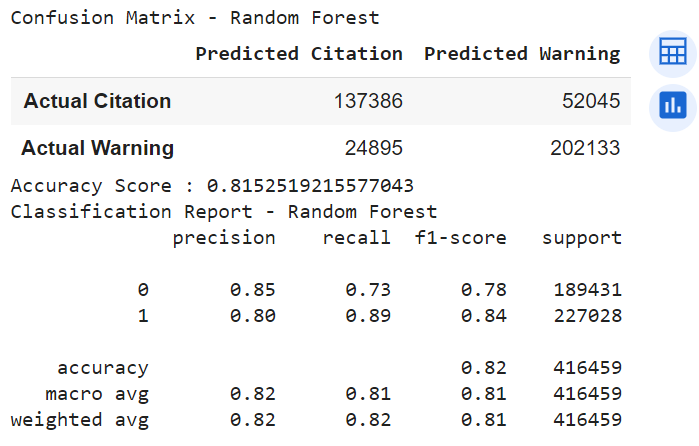 Confusion Matrix - Random Forest
Predicted Citation Predicted Warning
Actual Citation 137386 52045
Actual Warning 24895 202133
Accuracy Score : 0.8152519215577043
Classification Report - Random Forest
precision recall f1-score support
0 0.85 0.73 0.78 189431
1 0.80 0.89 0.84 227028
accuracy 0.82 416459
macro avg 0.82 0.81 0.81 416459
weighted avg 0.82 0.82 0.81 416459